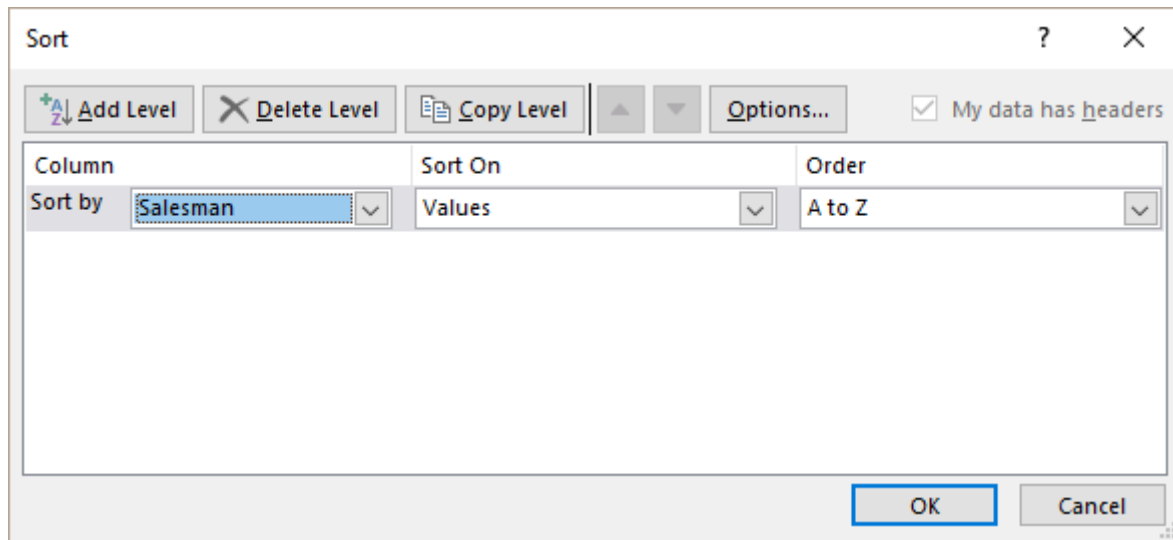 Sort ? ×
Add Level Delete Level Copy Level Options... My data has headers
Column Sort On Order
Sort by Salesman Values A to Z
OK Cancel